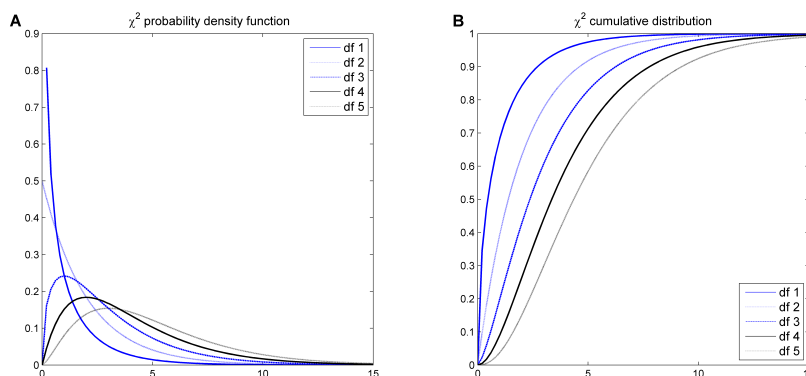 A
χ² probability density function
0.9
0.8
0.7
0.6
0.5
0.4
0.3
0.2
0.1
0
0
5
10
15
df 1
df 2
df 3
df 4
df 5
B
χ² cumulative distribution
1
0.9
0.8
0.7
0.6
0.5
0.4
0.3
0.2
0.1
0
0
5
10
15
df 1
df 2
df 3
df 4
df 5